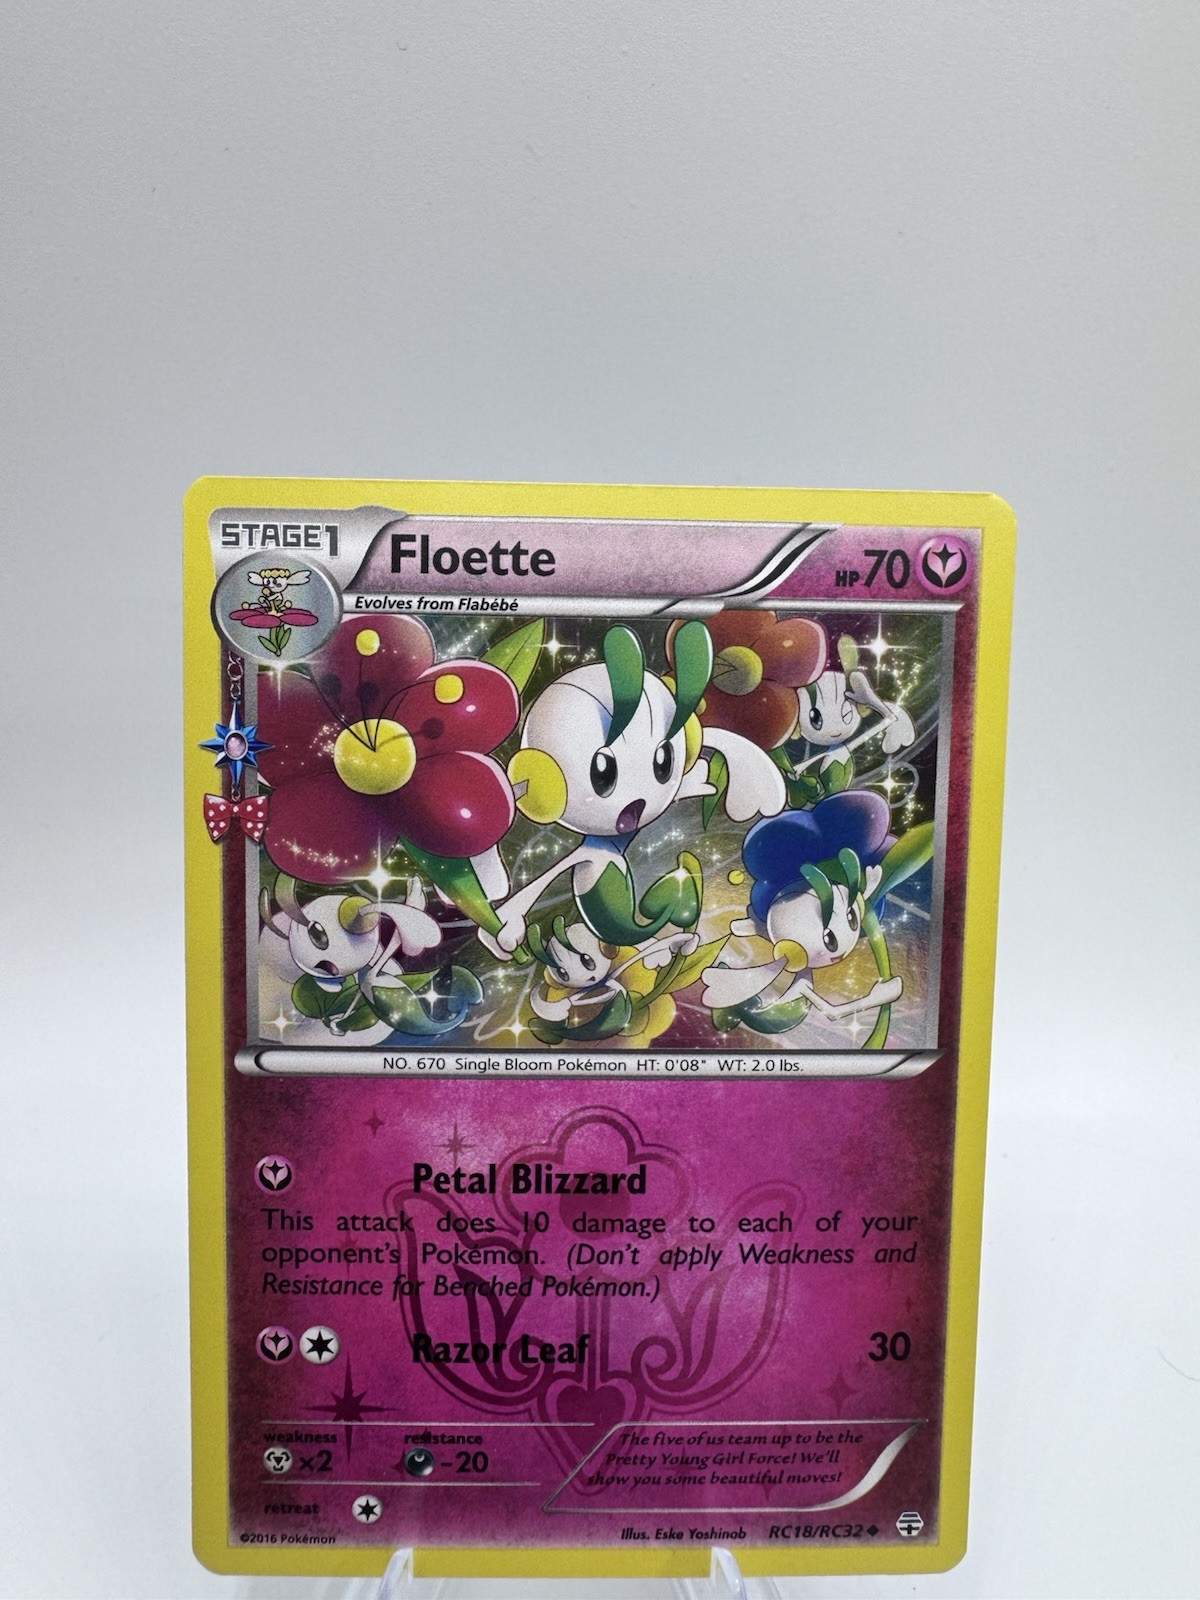 STAGE1
Floette
HP70
Evolves from Flabébé
NO. 670 Single Bloom Pokémon HT: 0'08" WT: 2.0 lbs.
Petal Blizzard
This attack does 10 damage to each of your
opponent's Pokémon. (Don't apply Weakness and
Resistance for Benched Pokémon.)
Razor Leaf 30
weakness
×2
resistance
-20
The five of us team up to be the
Pretty Young Girl Force! We'll
show you some beautiful moves!
retreat
©2016 Pokémon
Illus. Eske Yoshinob
RC18/RC32